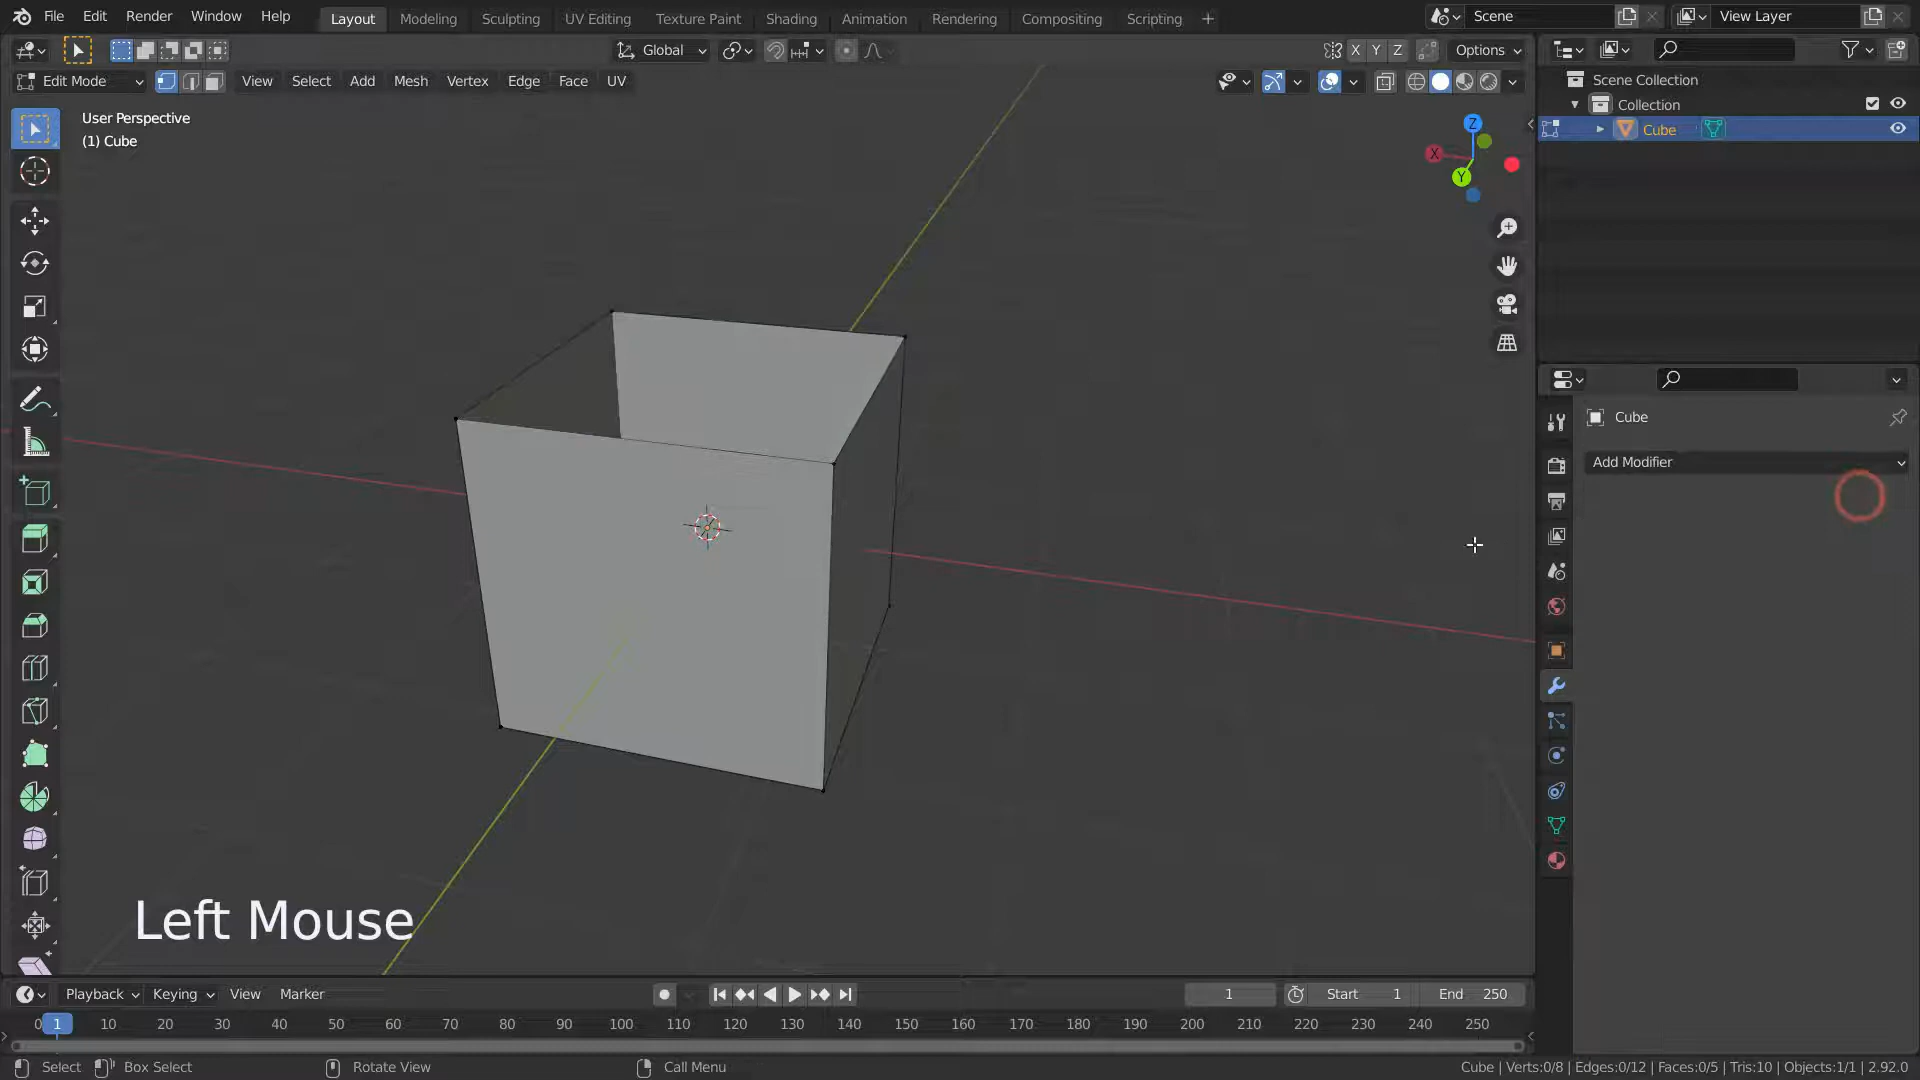 File Edit Render Window Help Layout Modeling Sculpting UV Editing Texture Paint Shading Animation Rendering Compositing Scripting + Scene View Layer
Global X Y Z Options
Edit Mode View Select Add Mesh Vertex Edge Face UV
Scene Collection
Collection
Cube
User Perspective
(1) Cube
Z
X
Y
Cube
Add Modifier
Left Mouse
Playback Keying View Marker 1 Start 1 End 250
0 1 10 20 30 40 50 60 70 80 90 100 110 120 130 140 150 160 170 180 190 200 210 220 230 240 250
Select Box Select Rotate View Call Menu Cube | Verts:0/8 | Edges:0/12 | Faces:0/5 | Tris:10 | Objects:1/1 | 2.92.0